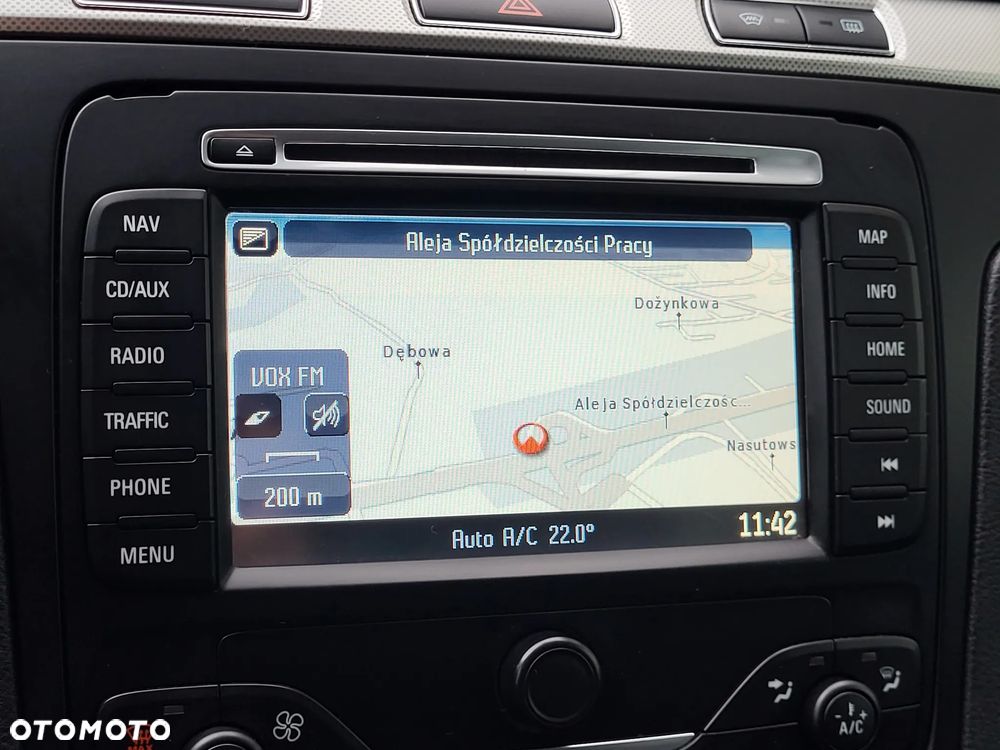 NAV
CD/AUX
RADIO
TRAFFIC
PHONE
MENU
Aleja Spółdzielczości Pracy
Dożynkowa
Dębowa
VOX FM
Aleja Spółdzielczośc...
Nasutows
200 m
Auto A/C 22.0°
11:42
MAP
INFO
HOME
SOUND
- +
A/C
MAX
OTOMOTO